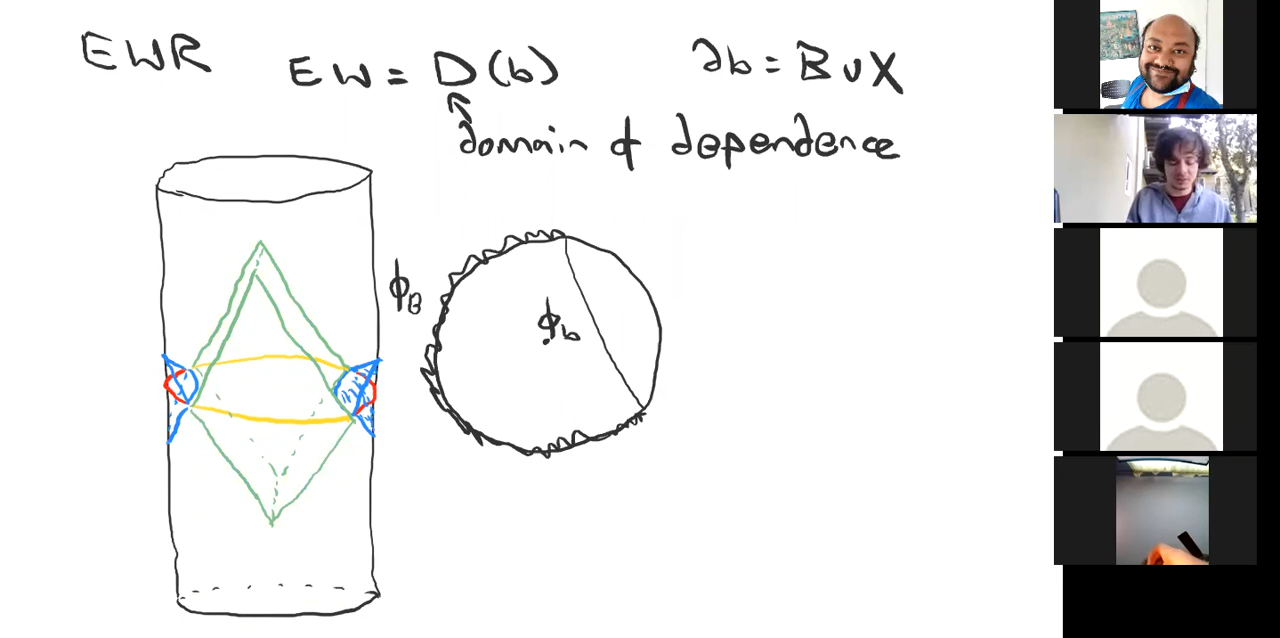 EWR
EW = D(b)
∂b = B ∪ X
domain of dependence
ϕ_B
ϕ_b